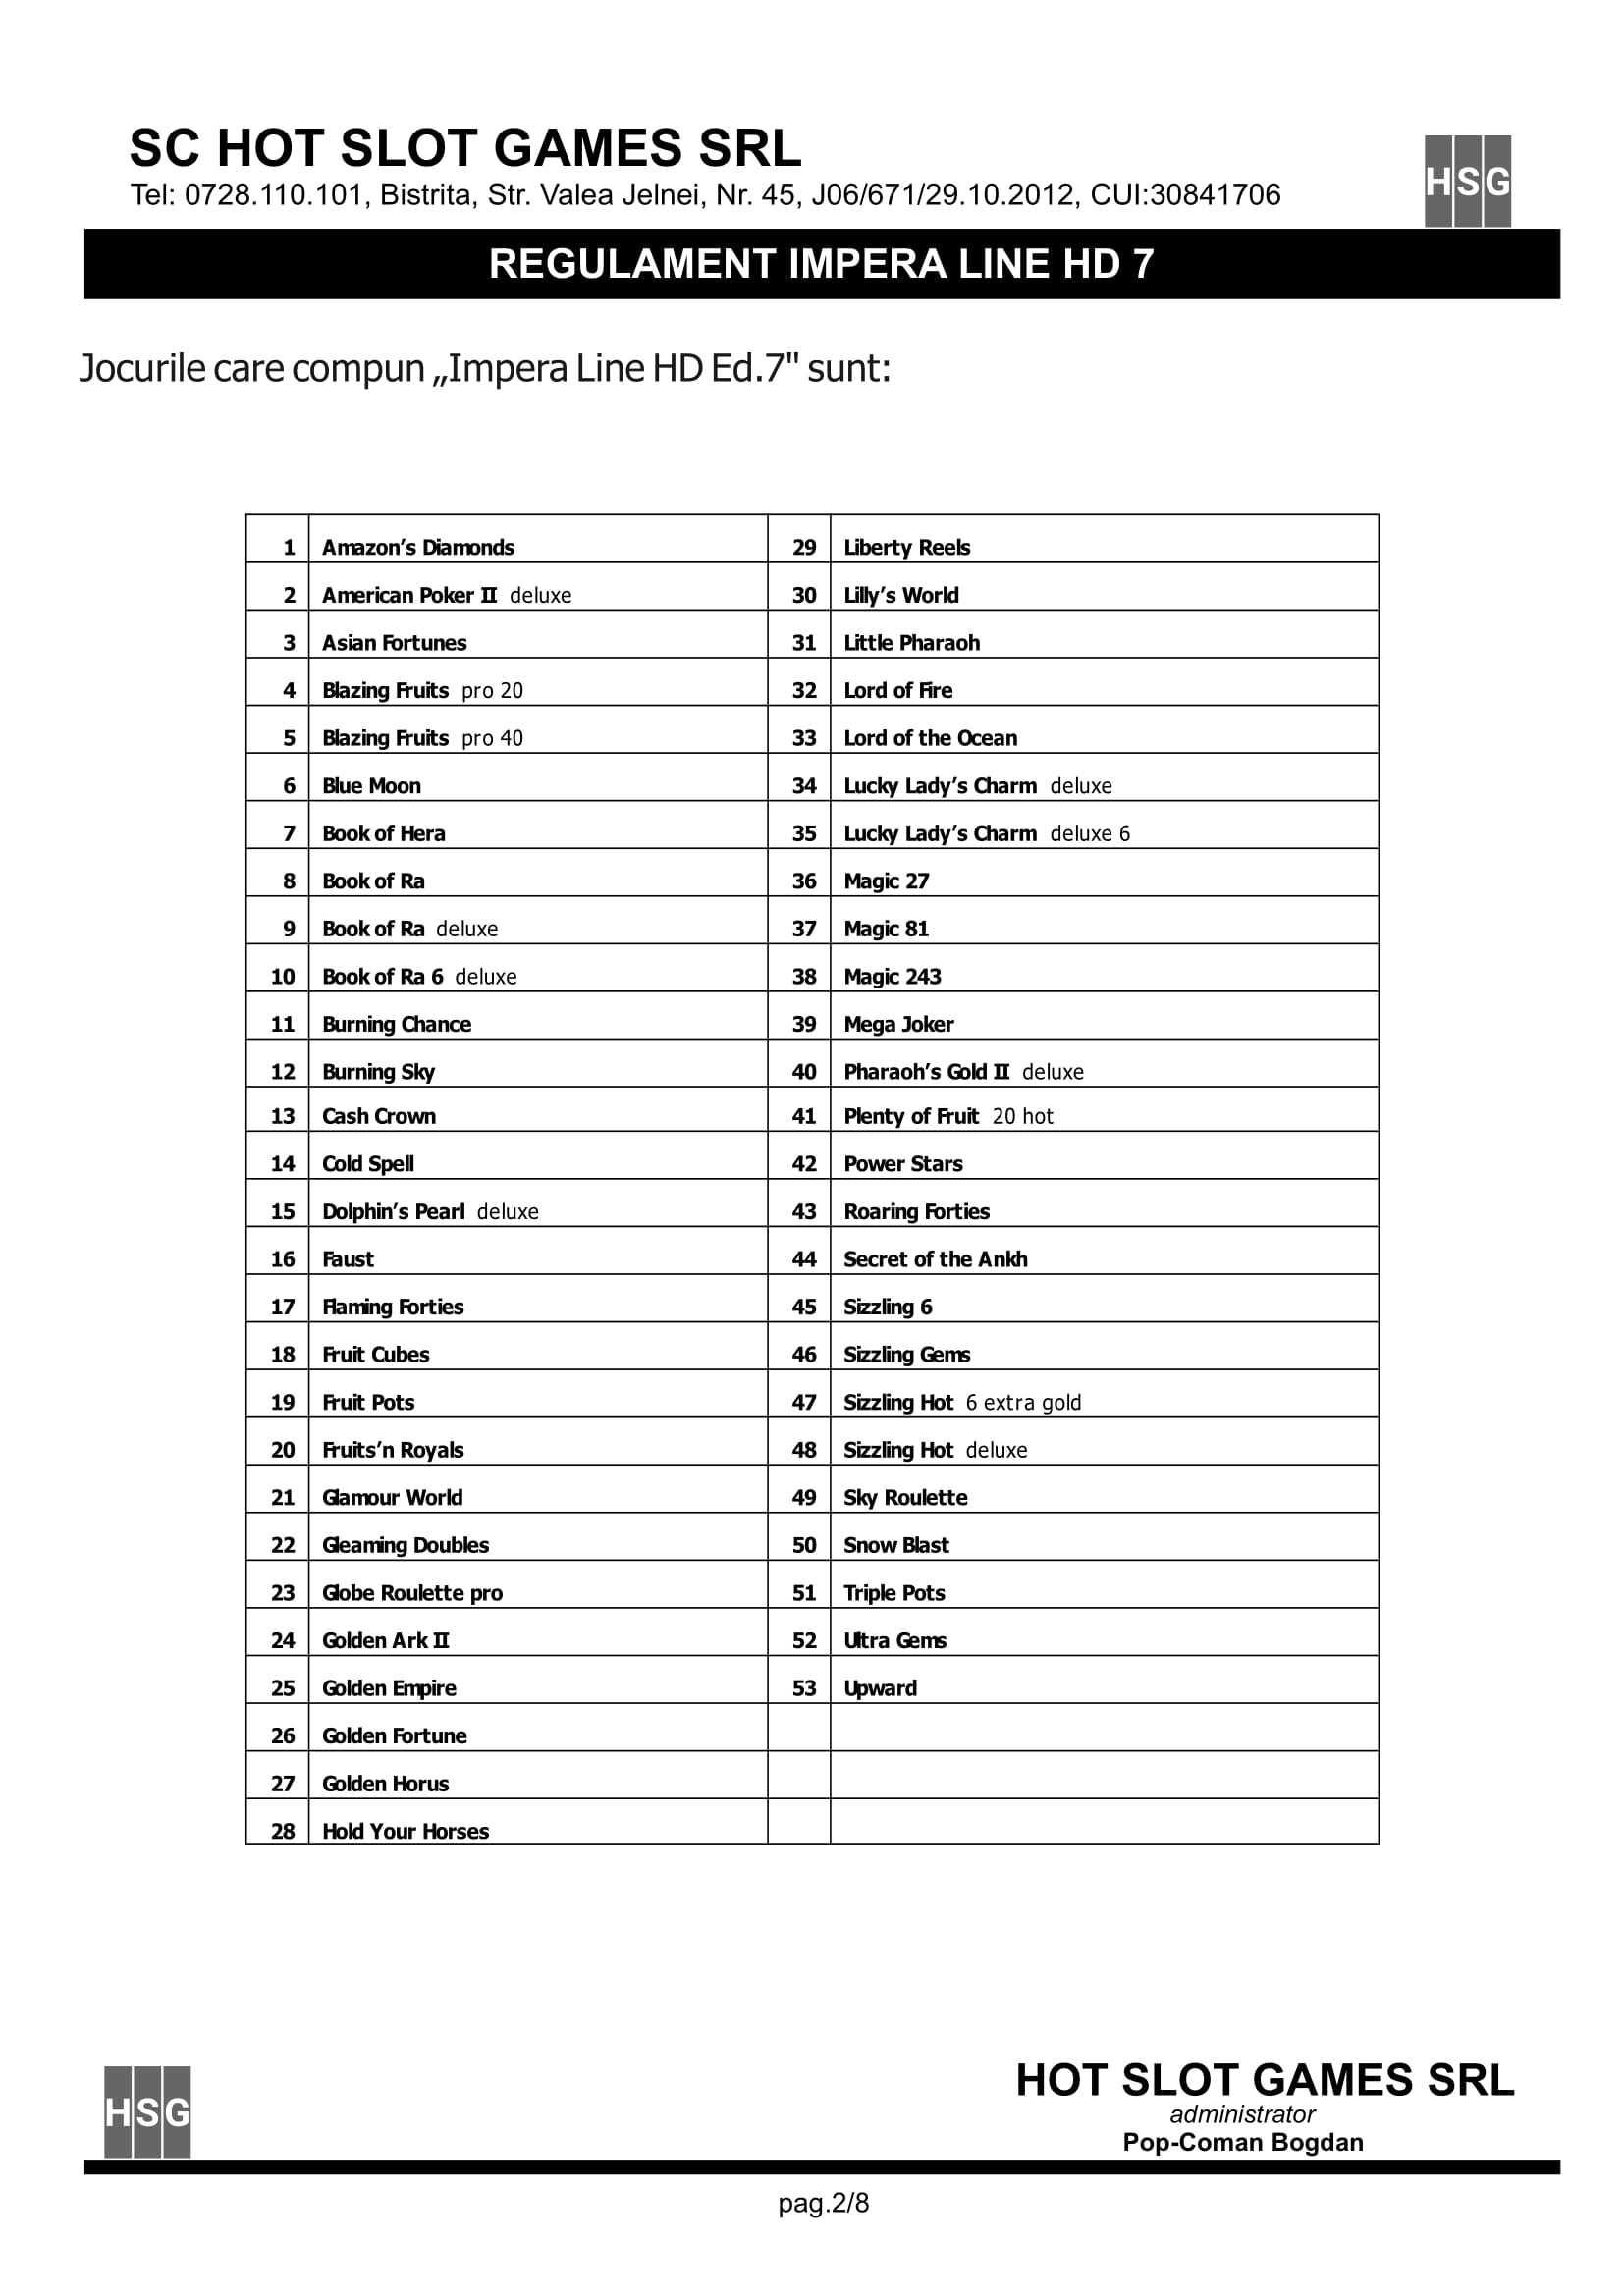 SC HOT SLOT GAMES SRL
Tel: 0728.110.101, Bistrita, Str. Valea Jelnei, Nr. 45, J06/671/29.10.2012, CUI:30841706
HSG
REGULAMENT IMPERA LINE HD 7
Jocurile care compun „Impera Line HD Ed.7" sunt:
1 Amazon’s Diamonds 29 Liberty Reels
2 American Poker II deluxe 30 Lilly’s World
3 Asian Fortunes 31 Little Pharaoh
4 Blazing Fruits pro 20 32 Lord of Fire
5 Blazing Fruits pro 40 33 Lord of the Ocean
6 Blue Moon 34 Lucky Lady’s Charm deluxe
7 Book of Hera 35 Lucky Lady’s Charm deluxe 6
8 Book of Ra 36 Magic 27
9 Book of Ra deluxe 37 Magic 81
10 Book of Ra 6 deluxe 38 Magic 243
11 Burning Chance 39 Mega Joker
12 Burning Sky 40 Pharaoh’s Gold II deluxe
13 Cash Crown 41 Plenty of Fruit 20 hot
14 Cold Spell 42 Power Stars
15 Dolphin’s Pearl deluxe 43 Roaring Forties
16 Faust 44 Secret of the Ankh
17 Flaming Forties 45 Sizzling 6
18 Fruit Cubes 46 Sizzling Gems
19 Fruit Pots 47 Sizzling Hot 6 extra gold
20 Fruits’n Royals 48 Sizzling Hot deluxe
21 Glamour World 49 Sky Roulette
22 Gleaming Doubles 50 Snow Blast
23 Globe Roulette pro 51 Triple Pots
24 Golden Ark II 52 Ultra Gems
25 Golden Empire 53 Upward
26 Golden Fortune
27 Golden Horus
28 Hold Your Horses
HSG
HOT SLOT GAMES SRL
administrator
Pop-Coman Bogdan
pag.2/8